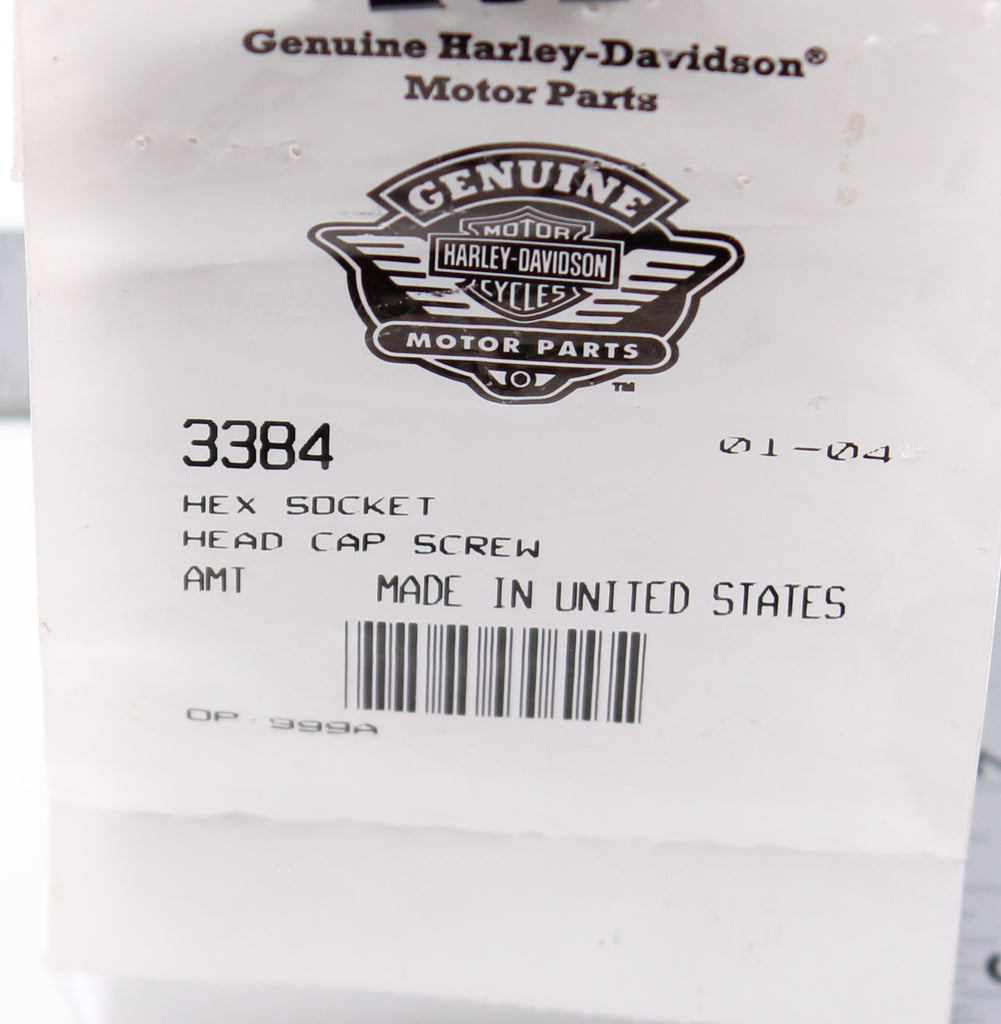 Genuine Harley-Davidson®
Motor Parts
GENUINE
MOTOR
HARLEY-DAVIDSON
CYCLES
MOTOR PARTS
TM
3384 01-04
HEX SOCKET
HEAD CAP SCREW
AMT MADE IN UNITED STATES
OP 999A